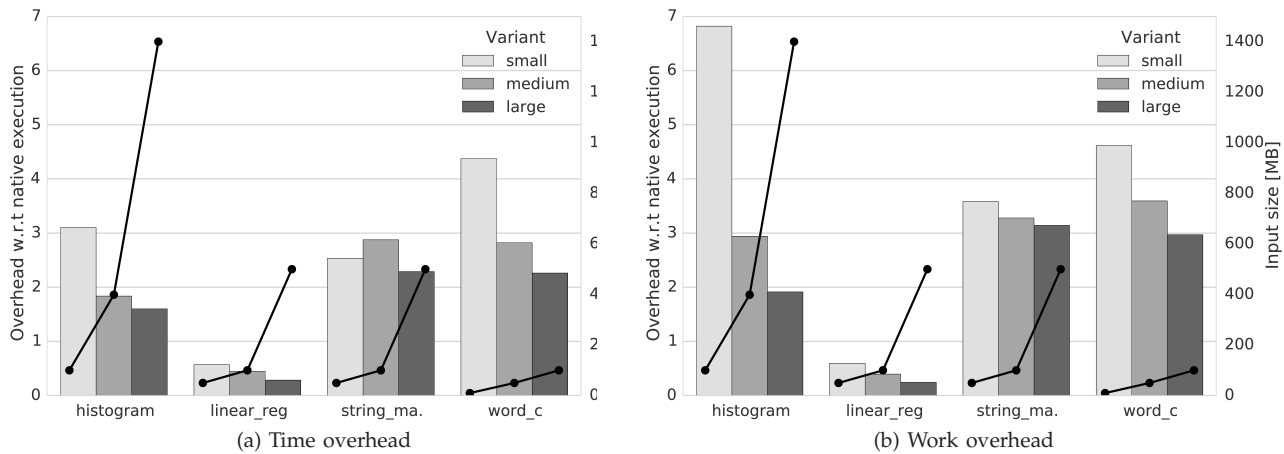 7
6
5
4
3
2
1
0
Overhead w.r.t native execution
Variant
small
medium
large
histogram
linear_reg
string_ma.
word_c
(a) Time overhead
7
6
5
4
3
2
1
0
Overhead w.r.t native execution
Variant
small
medium
large
1400
1200
1000
800
600
400
200
0
Input size [MB]
histogram
linear_reg
string_ma.
word_c
(b) Work overhead